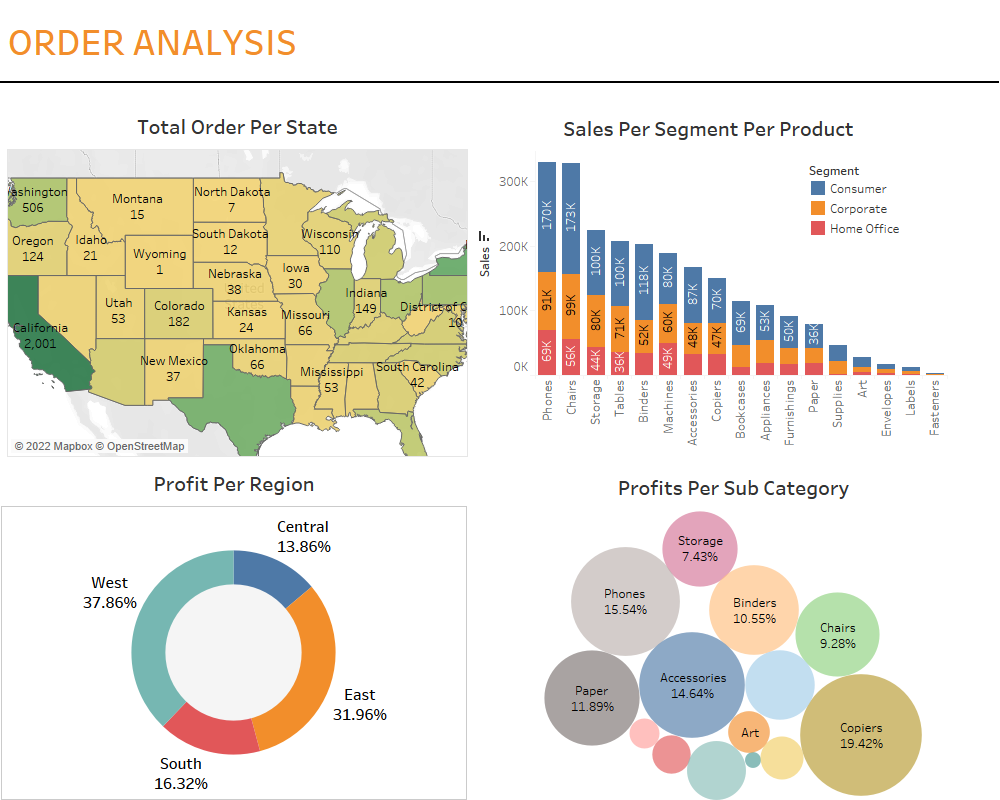 ORDER ANALYSIS
Total Order Per State
ashington
506
Montana
15
North Dakota
7
Oregon
124
Idaho
21
South Dakota
12
Wisconsin
110
Wyoming
1
Nebraska
38
Iowa
30
Utah
53
Colorado
182
Kansas
24
Missouri
66
Indiana
149
District of C
10
California
2,001
New Mexico
37
Oklahoma
66
Mississippi
53
South Carolina
42
© 2022 Mapbox © OpenStreetMap
Sales Per Segment Per Product
Segment
Consumer
Corporate
Home Office
Sales
300K
200K
100K
0K
170K
91K
69K
173K
99K
56K
100K
80K
44K
100K
71K
36K
118K
52K
80K
60K
49K
87K
48K
70K
47K
69K
53K
50K
36K
Phones
Chairs
Storage
Tables
Binders
Machines
Accessories
Copiers
Bookcases
Appliances
Furnishings
Paper
Supplies
Art
Envelopes
Labels
Fasteners
Profit Per Region
Central
13.86%
West
37.86%
East
31.96%
South
16.32%
Profits Per Sub Category
Storage
7.43%
Phones
15.54%
Binders
10.55%
Chairs
9.28%
Accessories
14.64%
Paper
11.89%
Art
Copiers
19.42%